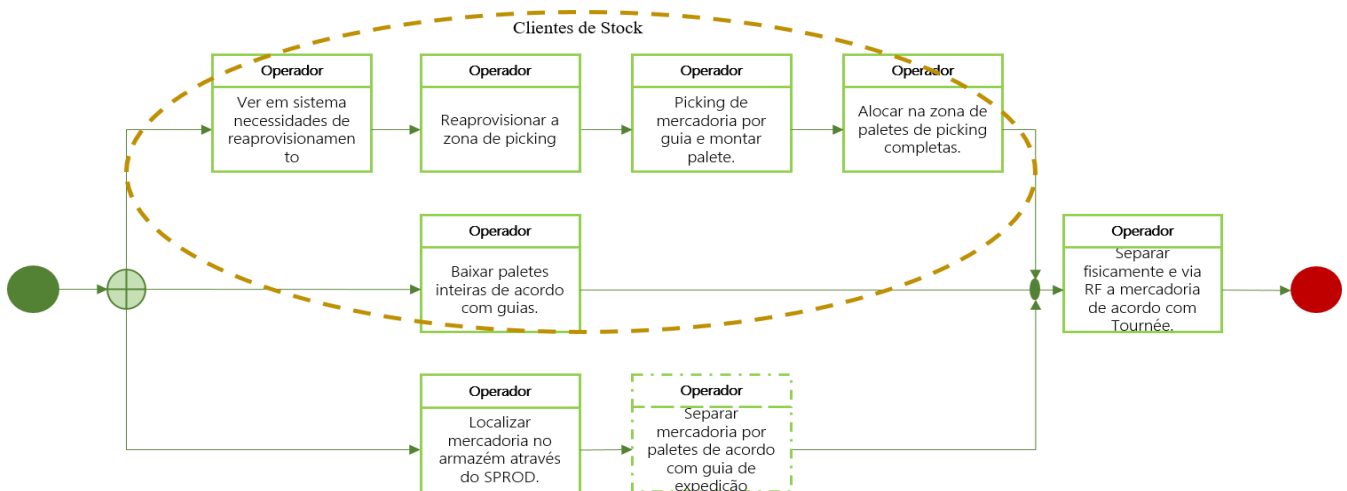 Clientes de Stock
Operador
Ver em sistema
necessidades de
reaprovisionamen
to
Operador
Reaprovisionar a
zona de picking
Operador
Picking de
mercadoria por
guia e montar
palete.
Operador
Alocar na zona de
paletes de picking
completas.
Operador
Baixar paletes
inteiras de acordo
com guias.
Operador
Separar
fisicamente e via
RF a mercadoria
de acordo com
Tournée.
Operador
Localizar
mercadoria no
armazém através
do SPROD.
Operador
Separar
mercadoria por
paletes de acordo
com guia de
expedição